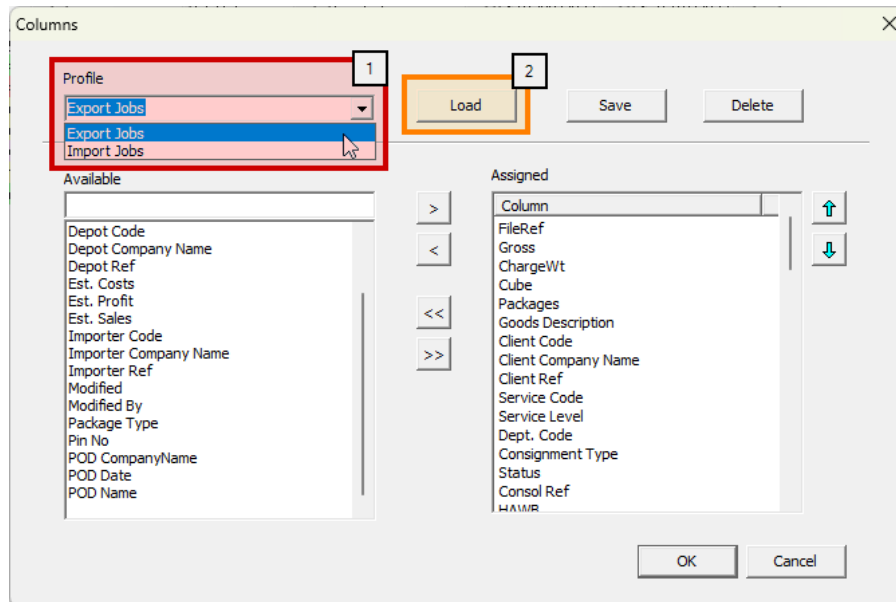 Columns
Profile
1
2
Export Jobs
Load
Save
Delete
Export Jobs
Import Jobs
Available
Assigned
>
Column
Depot Code
Depot Company Name
Depot Ref
Est. Costs
Est. Profit
Est. Sales
Importer Code
Importer Company Name
Importer Ref
Modified
Modified By
Package Type
Pin No
POD CompanyName
POD Date
POD Name
<
<<
>>
FileRef
Gross
ChargeWt
Cube
Packages
Goods Description
Client Code
Client Company Name
Client Ref
Service Code
Service Level
Dept. Code
Consignment Type
Status
Consol Ref
HAWB
OK
Cancel